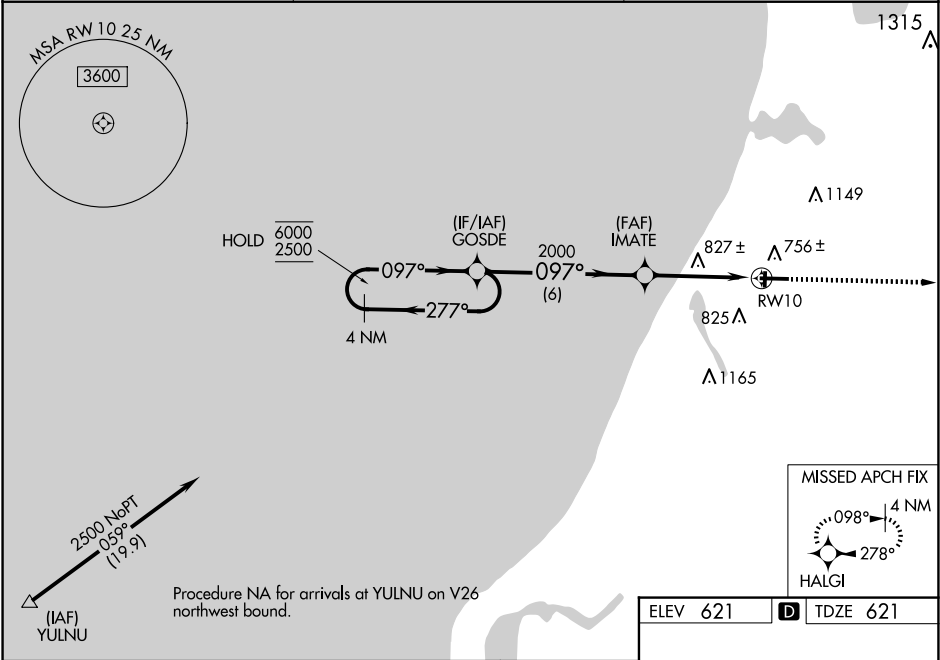 MSA RW 10 25 NM
3600
1315
1149
HOLD
6000
2500
(IF/IAF)
GOSDE
097°
277°
4 NM
2000
097°
(6)
(FAF)
IMATE
827 ±
756 ±
RW10
825
1165
2500 NoPT
059°
(19.9)
(IAF)
YULNU
Procedure NA for arrivals at YULNU on V26
northwest bound.
MISSED APCH FIX
4 NM
098°
278°
HALGI
ELEV 621
D
TDZE 621